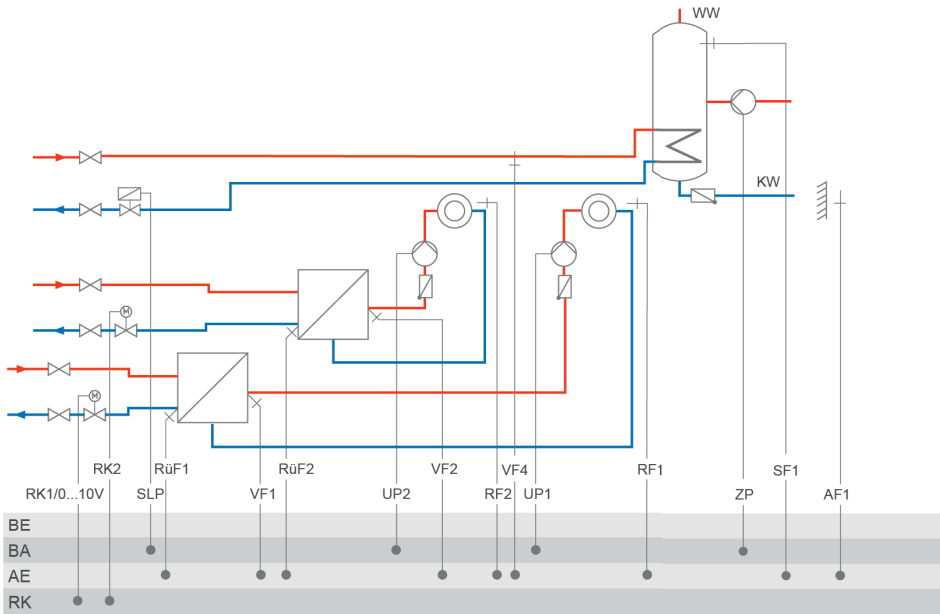 WW
KW
M
M
RK2 RüF1 RüF2 VF2 VF4 RF1 SF1
RK1/0...10V SLP VF1 UP2 RF2 UP1 ZP AF1
BE
BA
AE
RK